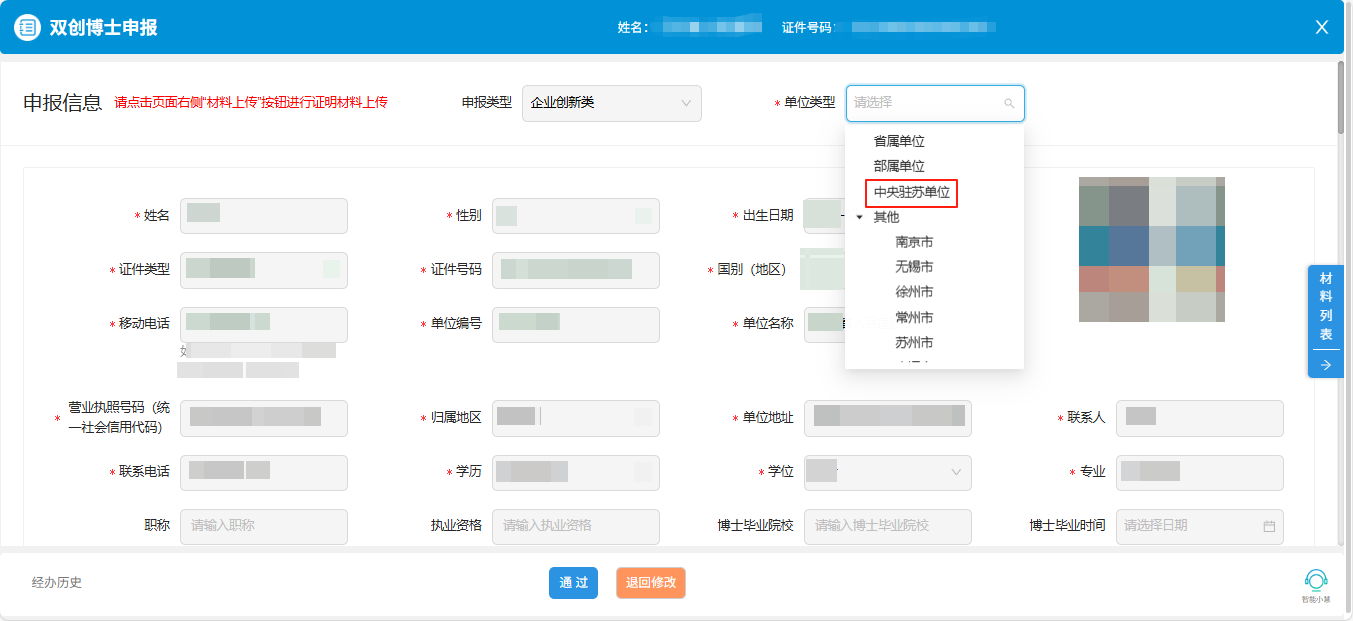 双创博士申报
姓名：
证件号码：
X
申报信息 请点击页面右侧“材料上传”按钮进行证明材料上传
申报类型 企业创新类
* 单位类型 请选择
省属单位
部属单位
中央驻苏单位
其他
南京市
无锡市
徐州市
常州市
苏州市
* 姓名
* 性别
* 出生日期
* 证件类型
* 证件号码
* 国别（地区）
* 移动电话
* 单位编号
* 单位名称
材料列表
* 营业执照号码（统一社会信用代码）
* 归属地区
* 单位地址
* 联系人
* 联系电话
* 学历
* 学位
* 专业
职称 请输入职称
执业资格 请输入执业资格
博士毕业院校 请输入博士毕业院校
博士毕业时间 请选择日期
经办历史
通 过
退回修改
智能小慧